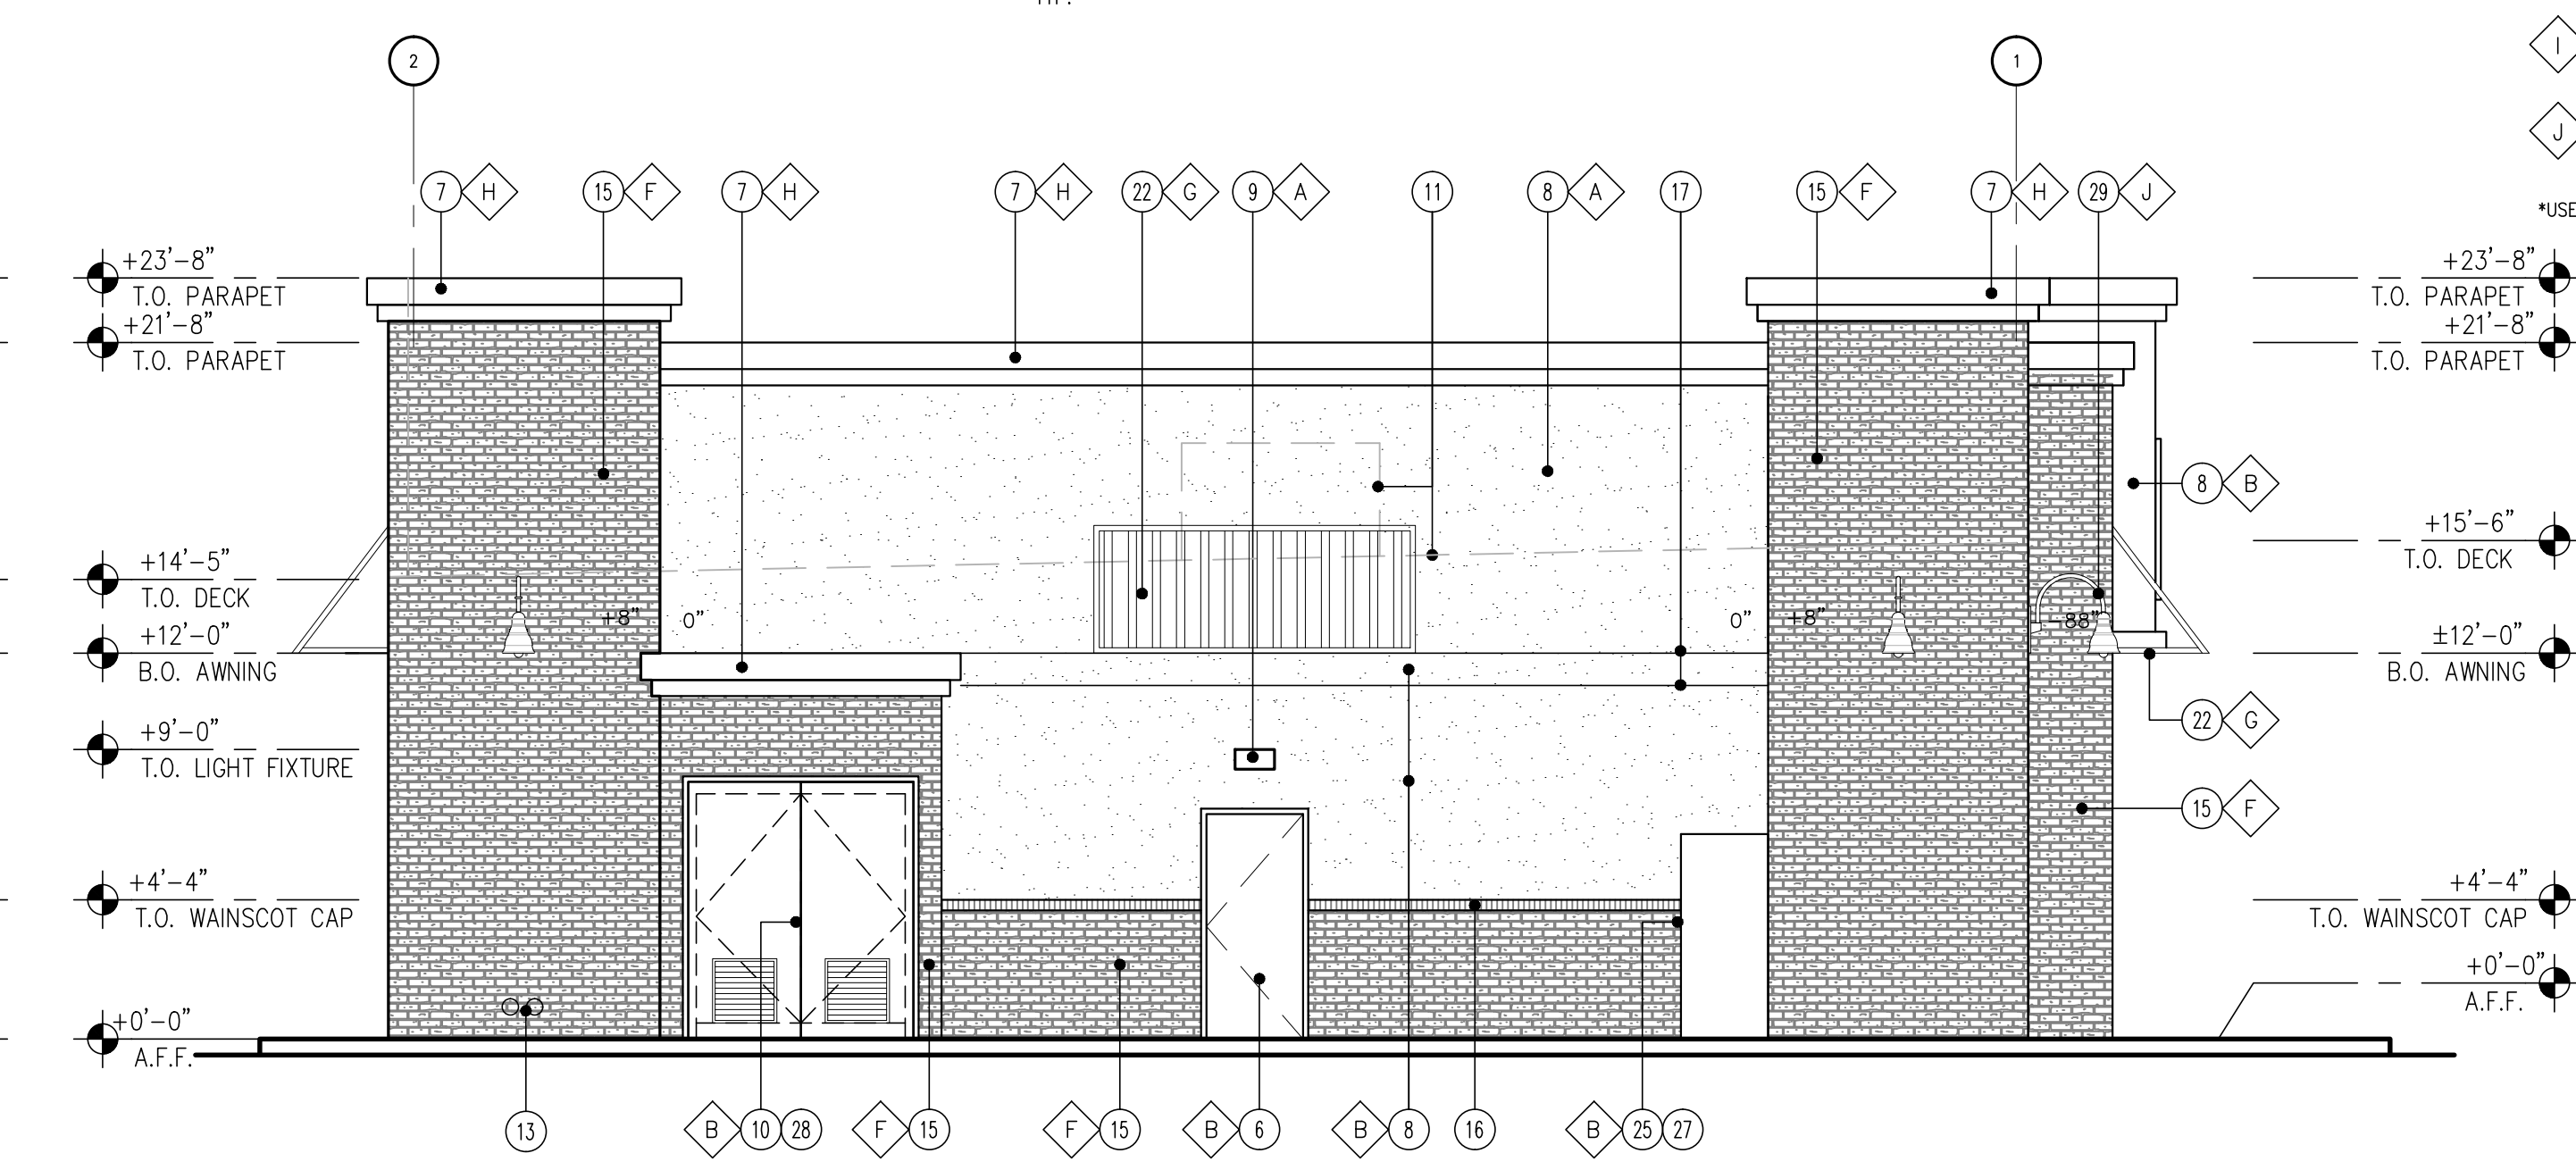 2
1
I
J
*USE
7 H
15 F
7 H
7 H
22 G
9 A
11
8 A
17
15 F
7 H
29 J
+23'-8"
T.O. PARAPET
+21'-8"
T.O. PARAPET
+14'-5"
T.O. DECK
+12'-0"
B.O. AWNING
+9'-0"
T.O. LIGHT FIXTURE
+4'-4"
T.O. WAINSCOT CAP
+0'-0"
A.F.F.
+8" 0"
0" +8"
-88"
8 B
22 G
15 F
+23'-8"
T.O. PARAPET
+21'-8"
T.O. PARAPET
+15'-6"
T.O. DECK
±12'-0"
B.O. AWNING
+4'-4"
T.O. WAINSCOT CAP
+0'-0"
A.F.F.
13
B 10 28
F 15
F 15
B 6
B 8
16
B 25 27